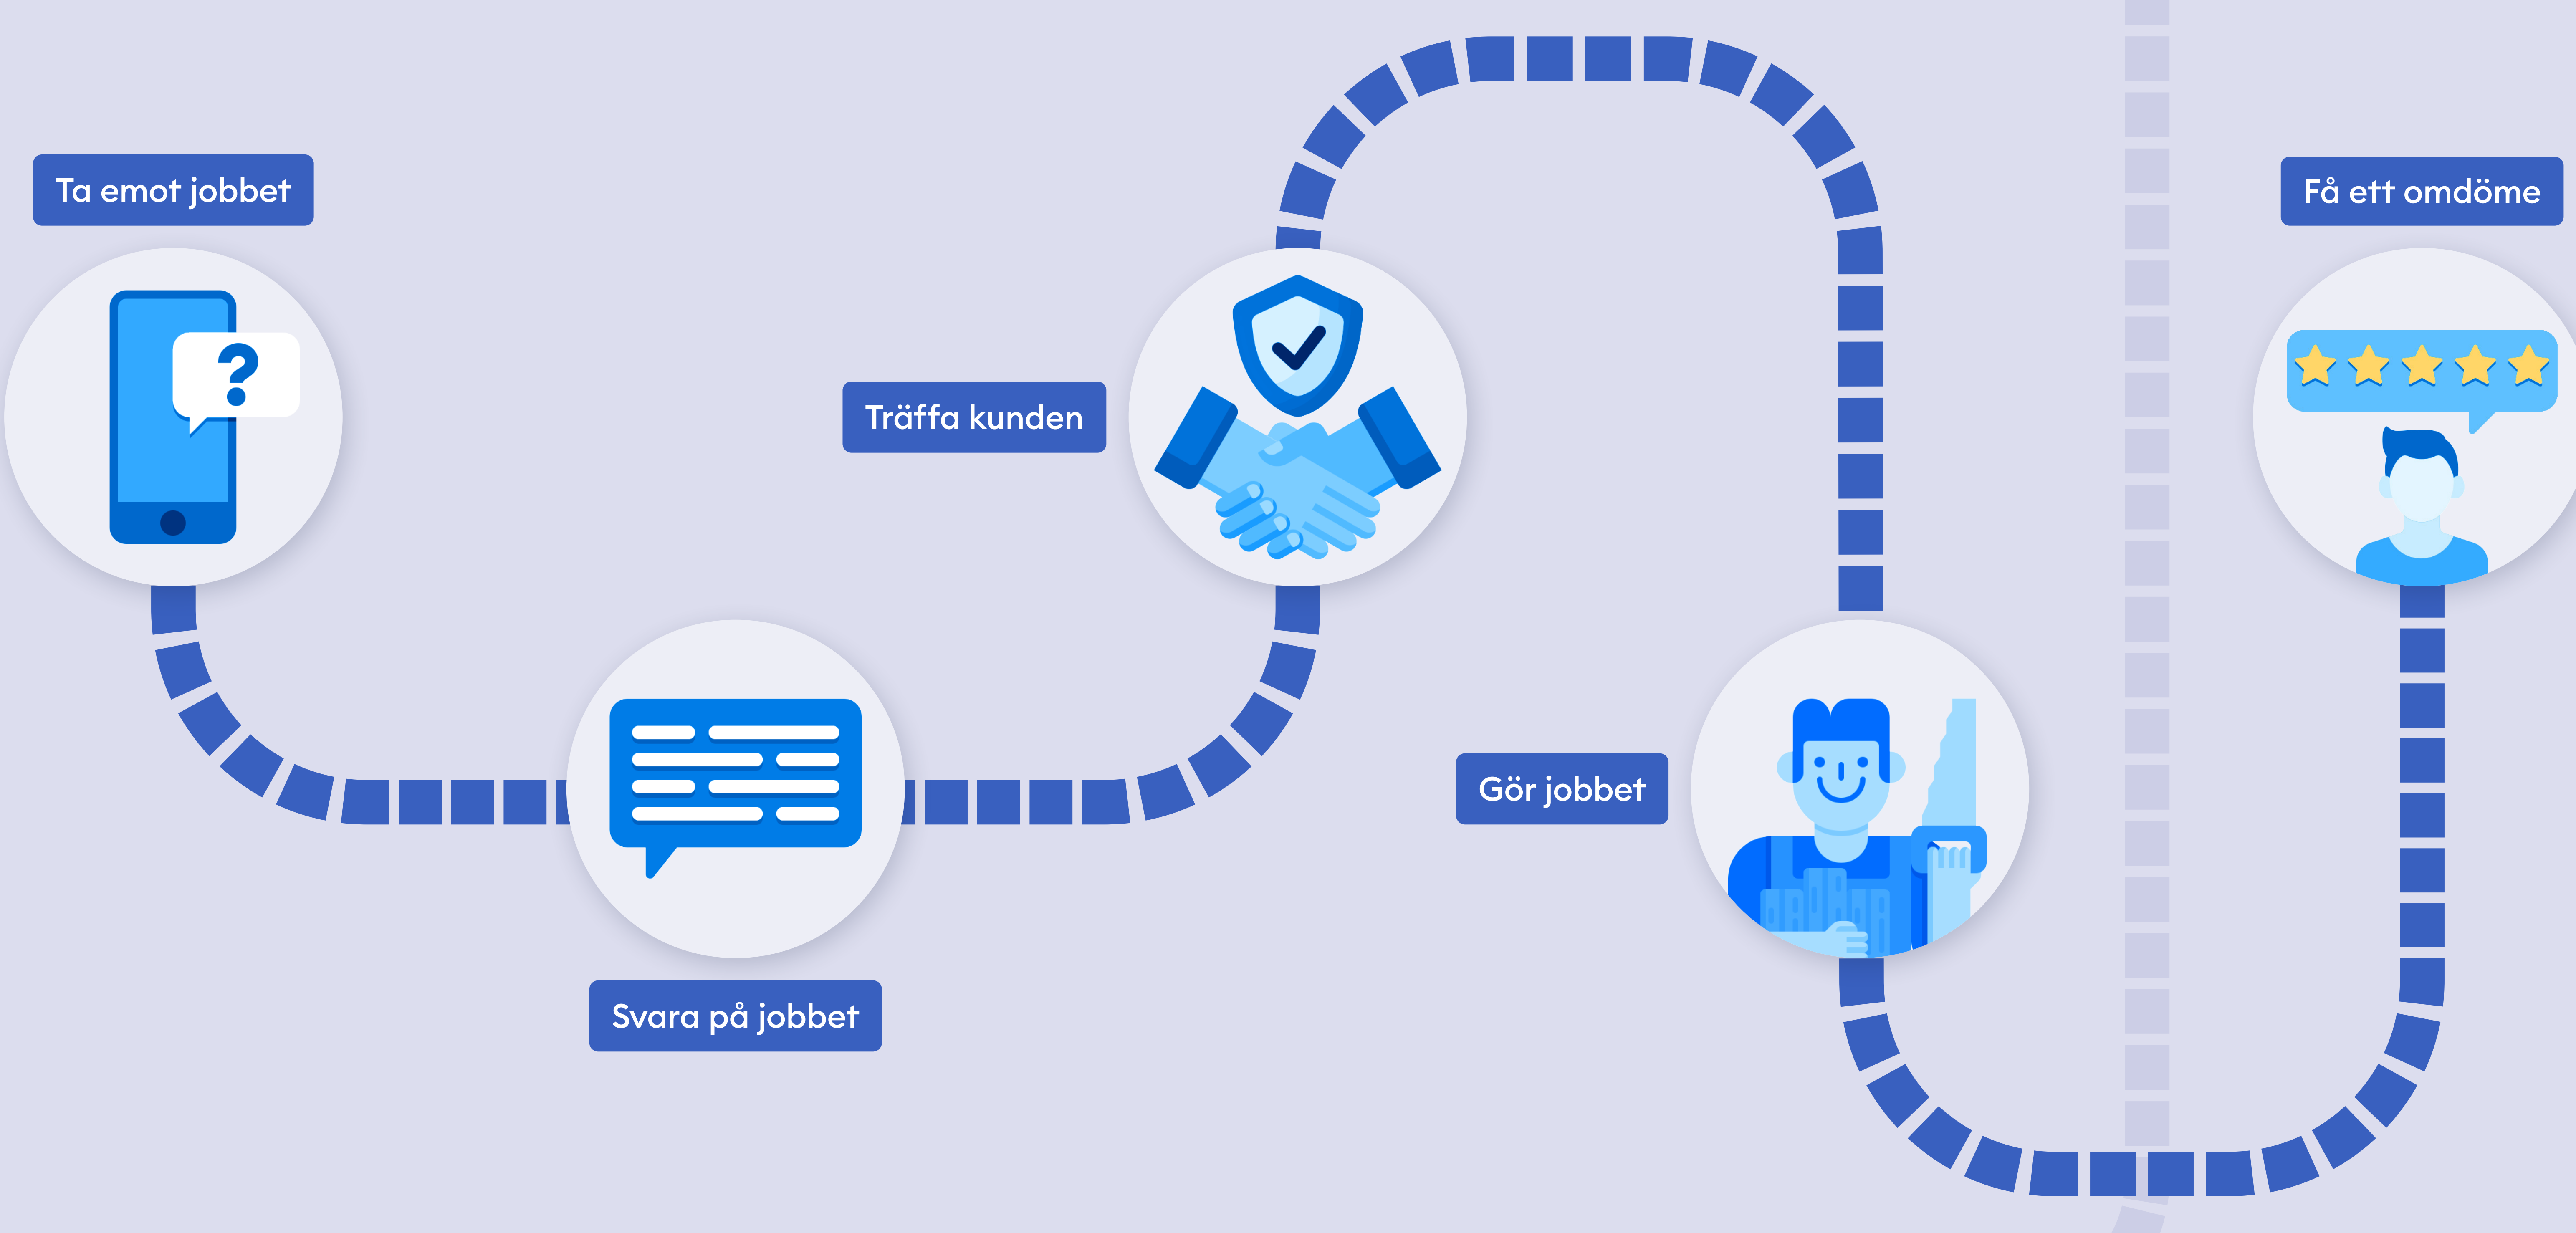 Ta emot jobbet
Svara på jobbet
Träffa kunden
Gör jobbet
Få ett omdöme
?